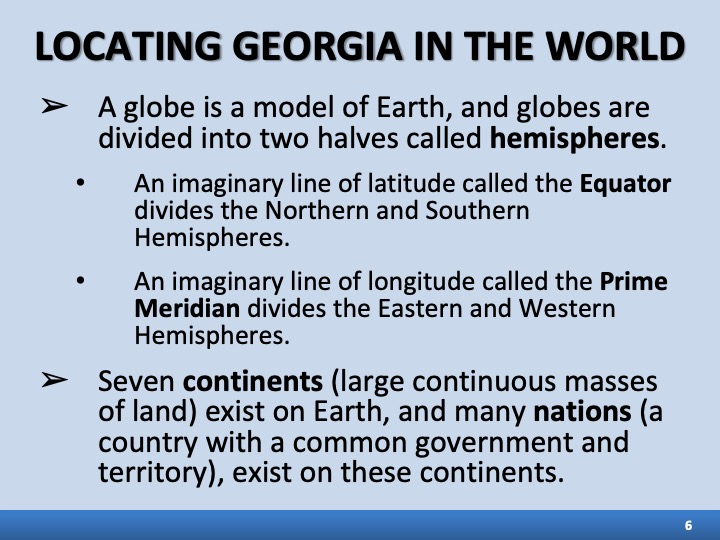 LOCATING GEORGIA IN THE WORLD
➢ A globe is a model of Earth, and globes are
divided into two halves called hemispheres.
• An imaginary line of latitude called the Equator
divides the Northern and Southern
Hemispheres.
• An imaginary line of longitude called the Prime
Meridian divides the Eastern and Western
Hemispheres.
➢ Seven continents (large continuous masses
of land) exist on Earth, and many nations (a
country with a common government and
territory), exist on these continents.
6